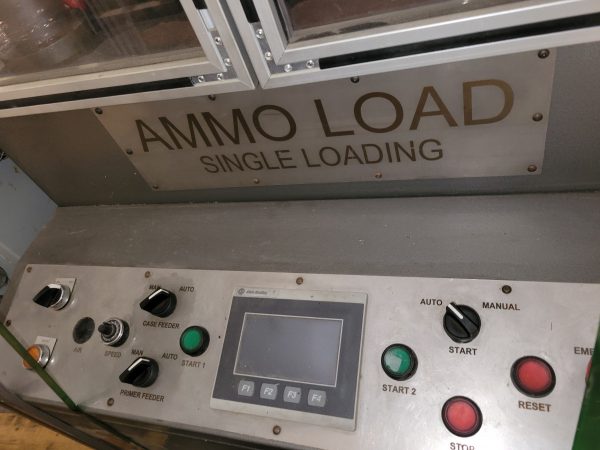 AMMO LOAD
SINGLE LOADING
MAN AUTO
CASE FEEDER
AUTO MANUAL
START
AIR
SPEED
MAN AUTO
START 1
PRIMER FEEDER
F1 F2 F3 F4
START 2
RESET
STOP